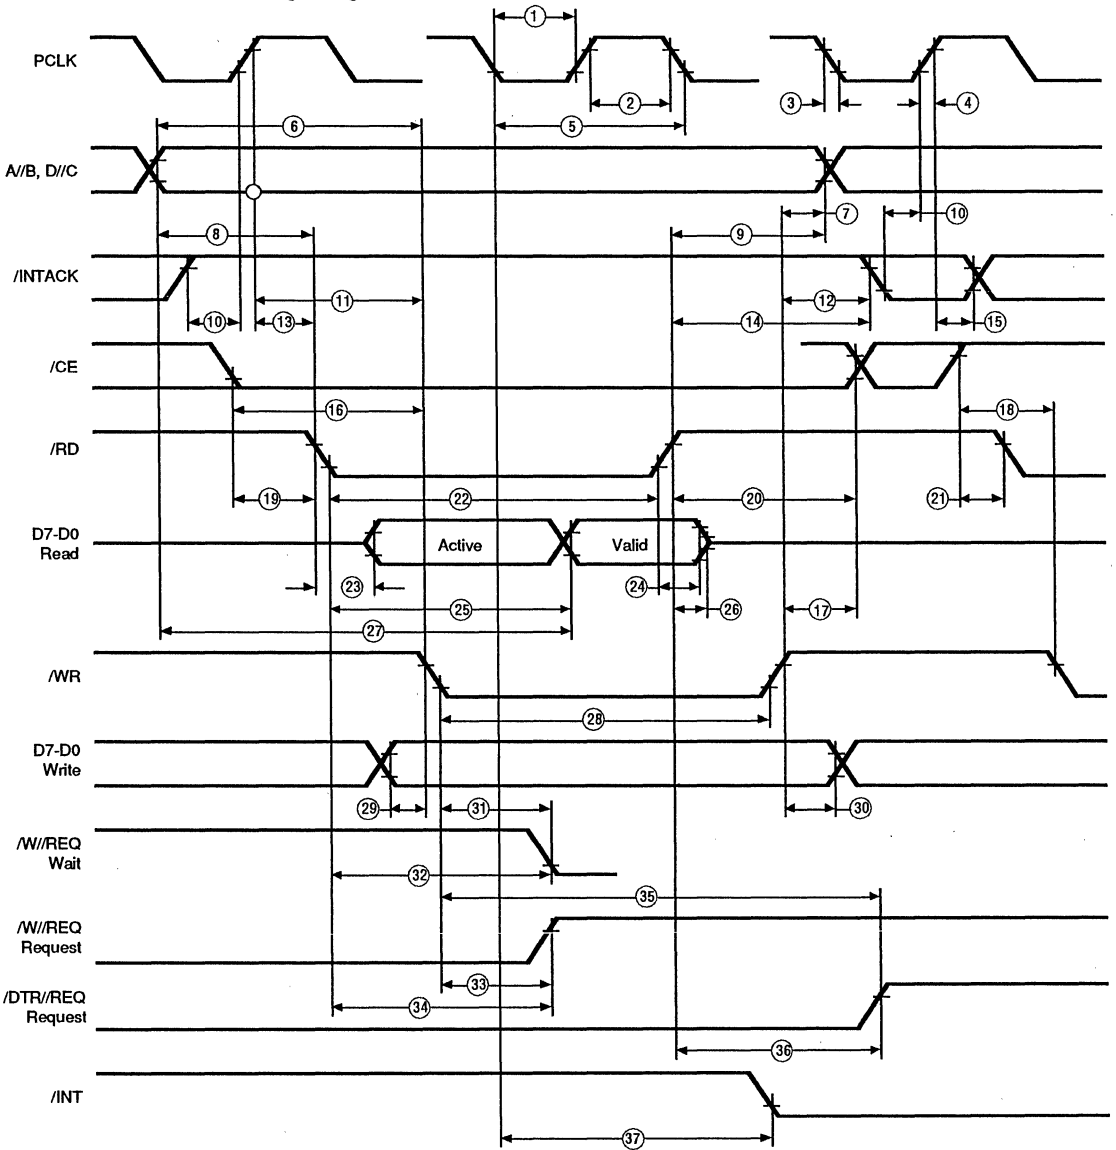 1
PCLK
3
2
4
6
5
A//B, D//C
7
10
8
9
/INTACK
11
12
10
13
14
15
/CE
16
18
/RD
19
22
20
21
D7-D0
Read
Active
Valid
23
24
25
26
17
27
/WR
28
D7-D0
Write
29
31
30
/W//REQ
Wait
32
35
/W//REQ
Request
33
34
/DTR//REQ
Request
36
/INT
37